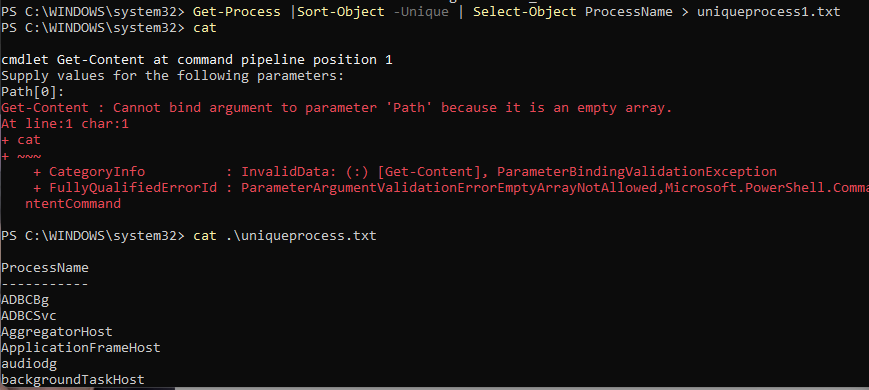 PS C:\WINDOWS\system32> Get-Process |Sort-Object -Unique | Select-Object ProcessName > uniqueprocess1.txt
PS C:\WINDOWS\system32> cat

cmdlet Get-Content at command pipeline position 1
Supply values for the following parameters:
Path[0]:
Get-Content : Cannot bind argument to parameter 'Path' because it is an empty array.
At line:1 char:1
+ cat
+ ~~~
    + CategoryInfo          : InvalidData: (:) [Get-Content], ParameterBindingValidationException
    + FullyQualifiedErrorId : ParameterArgumentValidationErrorEmptyArrayNotAllowed,Microsoft.PowerShell.Comma
   ntentCommand

PS C:\WINDOWS\system32> cat .\uniqueprocess.txt

ProcessName
-----------
ADBCBg
ADBCSvc
AggregatorHost
ApplicationFrameHost
audiodg
backgroundTaskHost